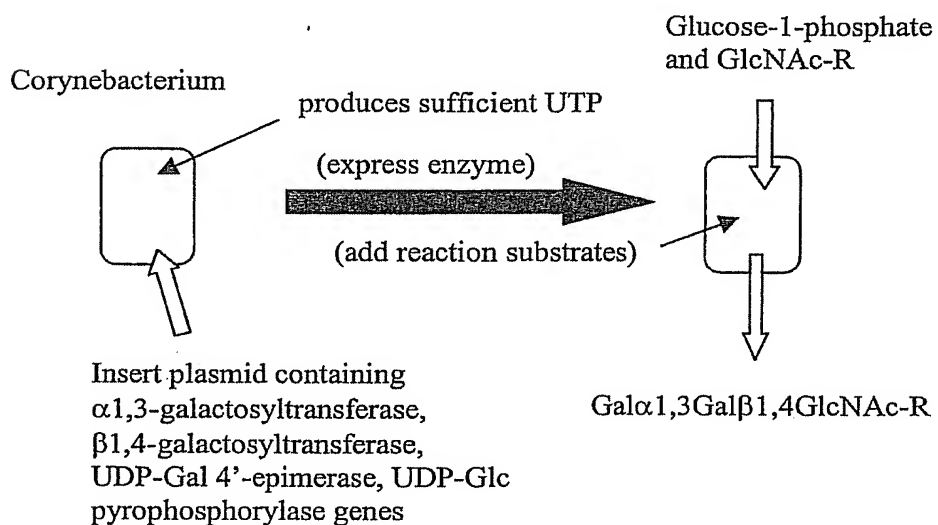 Corynebacterium
produces sufficient UTP
(express enzyme)
(add reaction substrates)
Glucose-1-phosphate
and GlcNAc-R
Insert plasmid containing
α1,3-galactosyltransferase,
β1,4-galactosyltransferase,
UDP-Gal 4’-epimerase, UDP-Glc
pyrophosphorylase genes
Galα1,3Galβ1,4GlcNAc-R